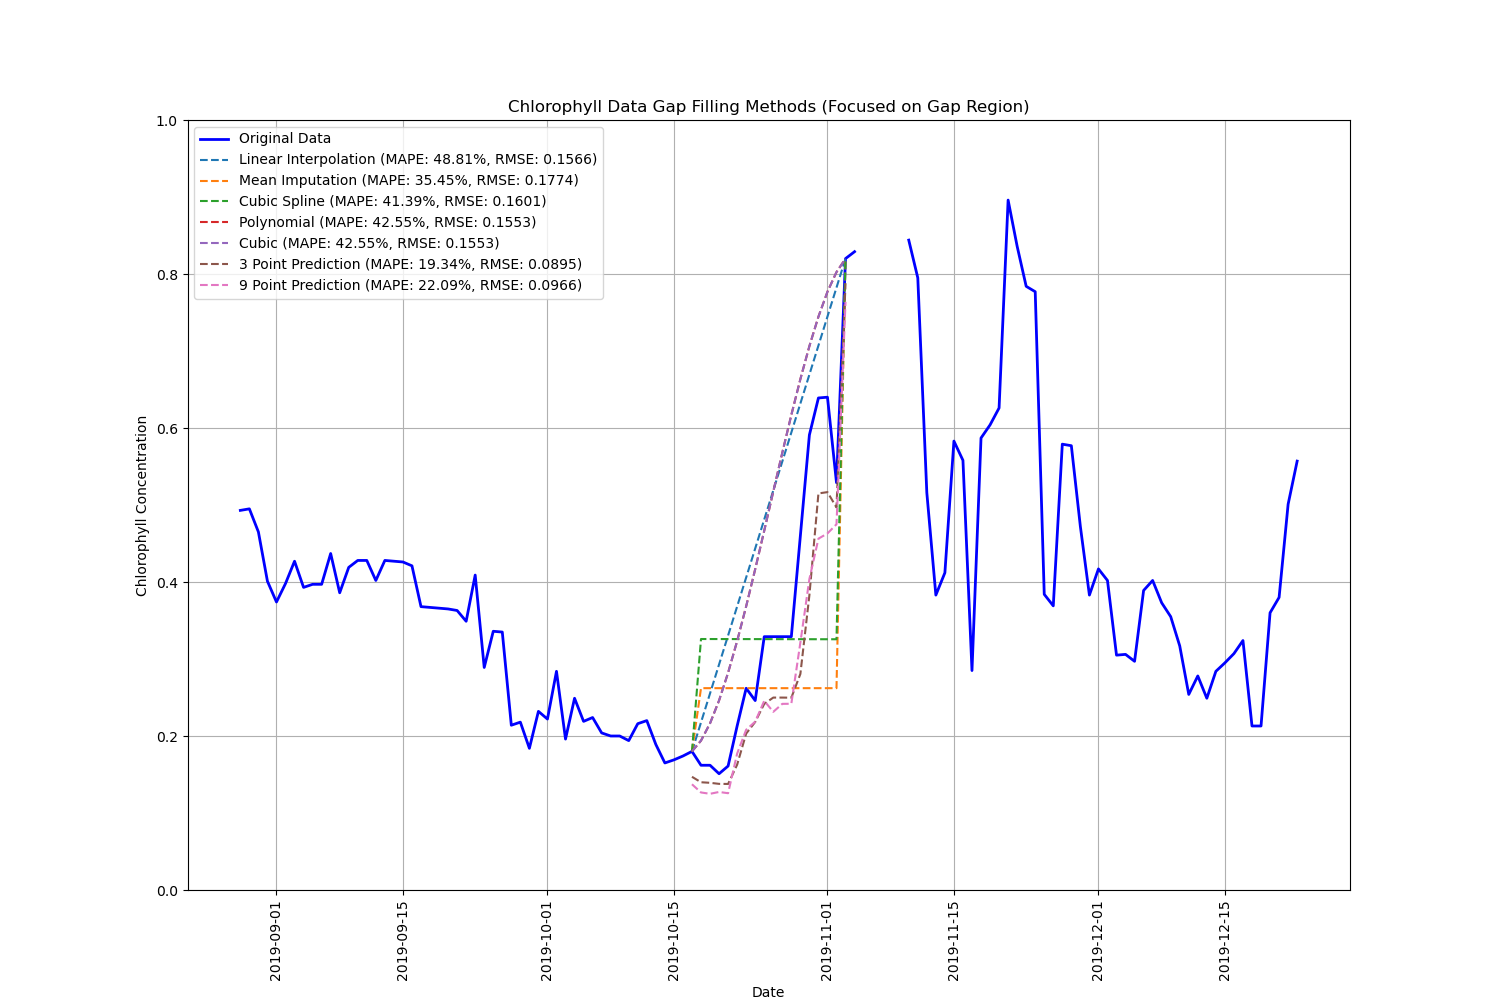 Chlorophyll Data Gap Filling Methods (Focused on Gap Region)
1.0
0.8
0.6
0.4
0.2
0.0
Chlorophyll Concentration
Original Data
Linear Interpolation (MAPE: 48.81%, RMSE: 0.1566)
Mean Imputation (MAPE: 35.45%, RMSE: 0.1774)
Cubic Spline (MAPE: 41.39%, RMSE: 0.1601)
Polynomial (MAPE: 42.55%, RMSE: 0.1553)
Cubic (MAPE: 42.55%, RMSE: 0.1553)
3 Point Prediction (MAPE: 19.34%, RMSE: 0.0895)
9 Point Prediction (MAPE: 22.09%, RMSE: 0.0966)
2019-09-01
2019-09-15
2019-10-01
2019-10-15
2019-11-01
2019-11-15
2019-12-01
2019-12-15
Date